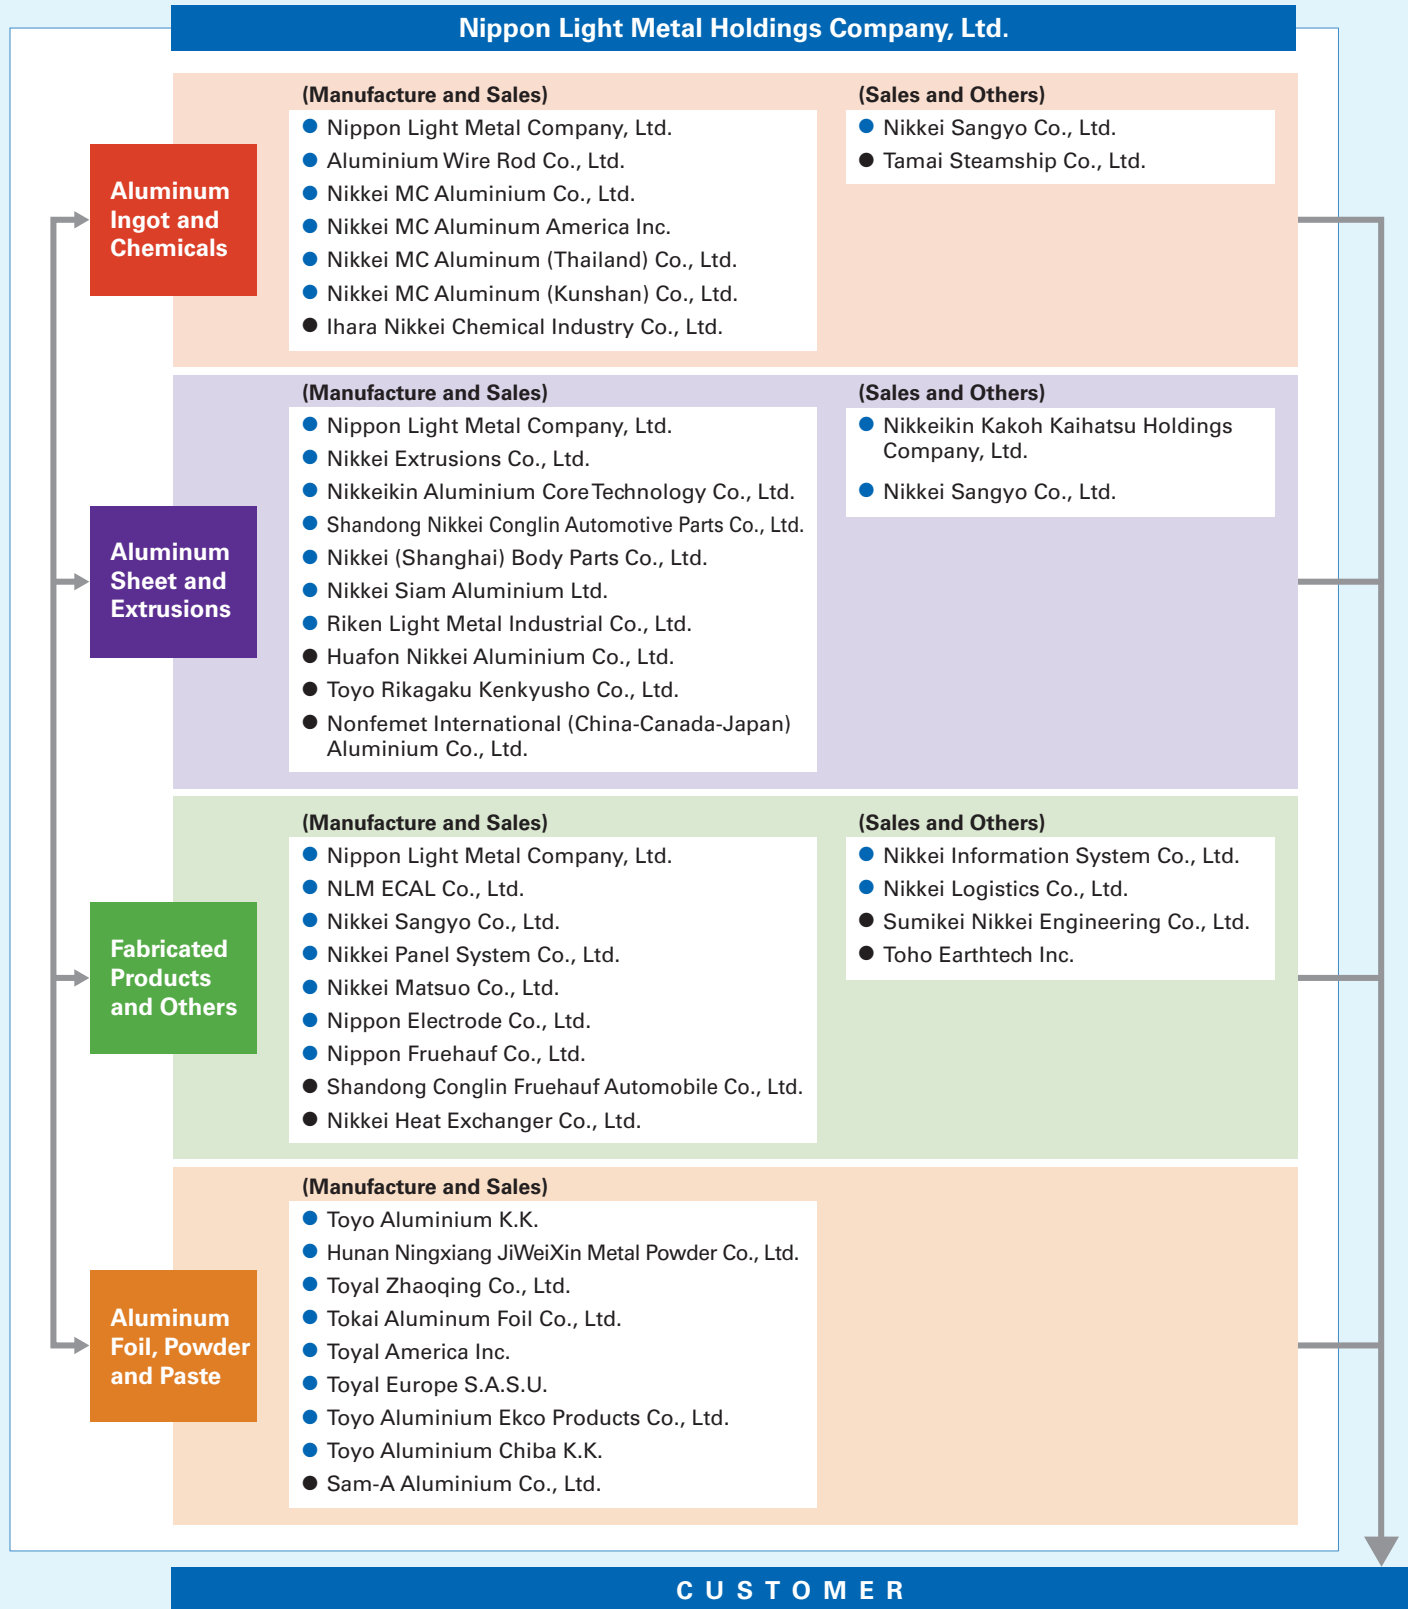 Nippon Light Metal Holdings Company, Ltd.
Aluminum
Ingot and
Chemicals
(Manufacture and Sales)
● Nippon Light Metal Company, Ltd.
● Aluminium Wire Rod Co., Ltd.
● Nikkei MC Aluminium Co., Ltd.
● Nikkei MC Aluminum America Inc.
● Nikkei MC Aluminum (Thailand) Co., Ltd.
● Nikkei MC Aluminum (Kunshan) Co., Ltd.
● Ihara Nikkei Chemical Industry Co., Ltd.
(Sales and Others)
● Nikkei Sangyo Co., Ltd.
● Tamai Steamship Co., Ltd.
Aluminum
Sheet and
Extrusions
(Manufacture and Sales)
● Nippon Light Metal Company, Ltd.
● Nikkei Extrusions Co., Ltd.
● Nikkeikin Aluminium Core Technology Co., Ltd.
● Shandong Nikkei Conglin Automotive Parts Co., Ltd.
● Nikkei (Shanghai) Body Parts Co., Ltd.
● Nikkei Siam Aluminium Ltd.
● Riken Light Metal Industrial Co., Ltd.
● Huafon Nikkei Aluminium Co., Ltd.
● Toyo Rikagaku Kenkyusho Co., Ltd.
● Nonfemet International (China-Canada-Japan)
Aluminium Co., Ltd.
(Sales and Others)
● Nikkeikin Kakoh Kaihatsu Holdings
Company, Ltd.
● Nikkei Sangyo Co., Ltd.
Fabricated
Products
and Others
(Manufacture and Sales)
● Nippon Light Metal Company, Ltd.
● NLM ECAL Co., Ltd.
● Nikkei Sangyo Co., Ltd.
● Nikkei Panel System Co., Ltd.
● Nikkei Matsuo Co., Ltd.
● Nippon Electrode Co., Ltd.
● Nippon Fruehauf Co., Ltd.
● Shandong Conglin Fruehauf Automobile Co., Ltd.
● Nikkei Heat Exchanger Co., Ltd.
(Sales and Others)
● Nikkei Information System Co., Ltd.
● Nikkei Logistics Co., Ltd.
● Sumikei Nikkei Engineering Co., Ltd.
● Toho Earthtech Inc.
Aluminum
Foil, Powder
and Paste
(Manufacture and Sales)
● Toyo Aluminium K.K.
● Hunan Ningxiang JiWeiXin Metal Powder Co., Ltd.
● Toyal Zhaoqing Co., Ltd.
● Tokai Aluminum Foil Co., Ltd.
● Toyal America Inc.
● Toyal Europe S.A.S.U.
● Toyo Aluminium Ekco Products Co., Ltd.
● Toyo Aluminium Chiba K.K.
● Sam-A Aluminium Co., Ltd.
CUSTOMER